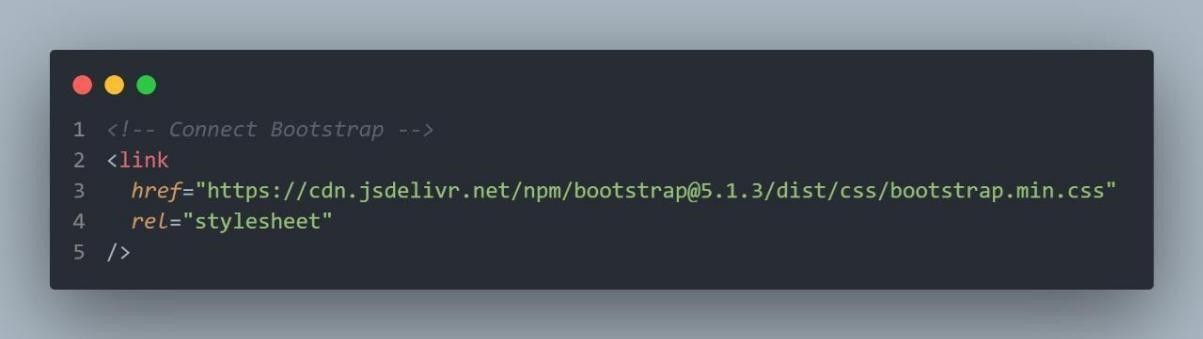 1 <!-- Connect Bootstrap -->
2 <link
3 href="https://cdn.jsdelivr.net/npm/bootstrap@5.1.3/dist/css/bootstrap.min.css"
4 rel="stylesheet"
5 />